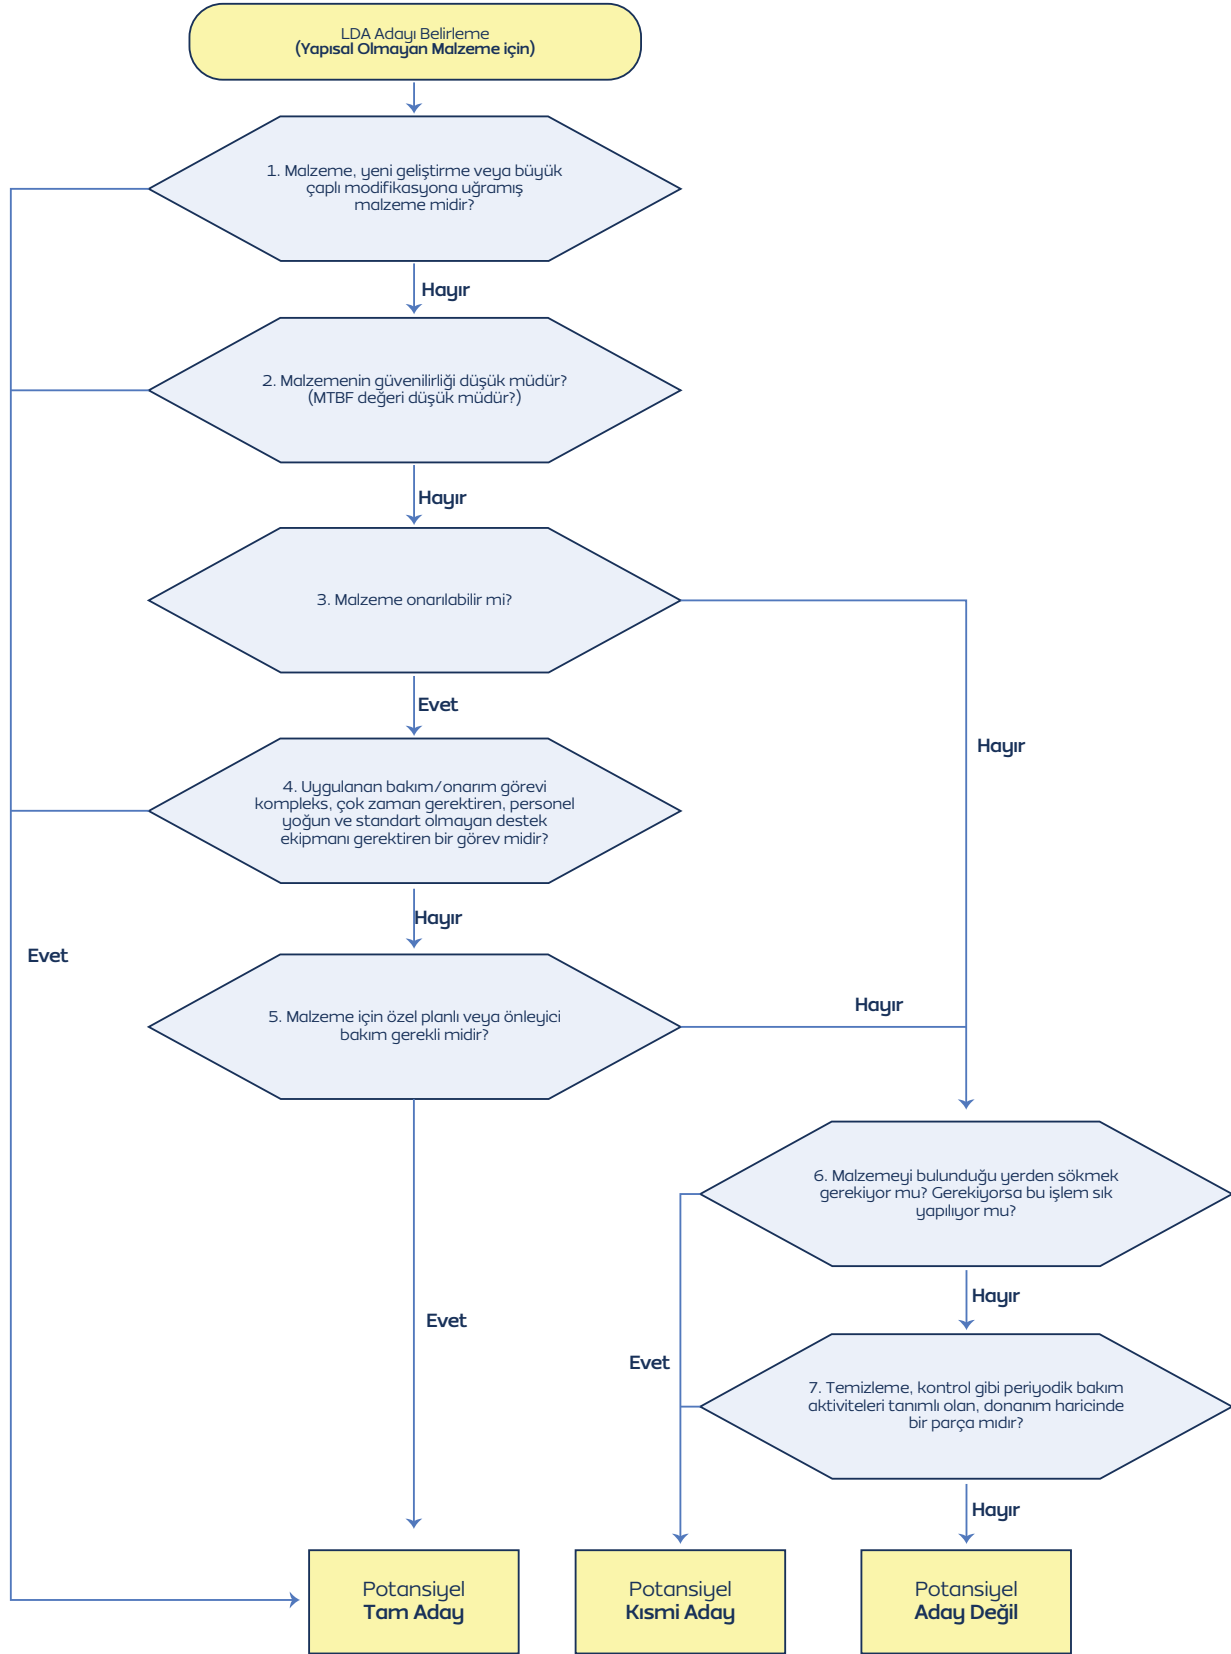 LDA Adayı Belirleme
(Yapısal Olmayan Malzeme için)
1. Malzeme, yeni geliştirme veya büyük
çaplı modifikasyona uğramış
malzeme midir?
Hayır
2. Malzemenin güvenilirliği düşük müdür?
(MTBF değeri düşük müdür?)
Hayır
3. Malzeme onarılabilir mi?
Evet
Hayır
4. Uygulanan bakım/onarım görevi
kompleks, çok zaman gerektiren, personel
yoğun ve standart olmayan destek
ekipmanı gerektiren bir görev midir?
Hayır
Evet
5. Malzeme için özel planlı veya önleyici
bakım gerekli midir?
Hayır
6. Malzemeyi bulunduğu yerden sökmek
gerekiyor mu? Gerekiyorsa bu işlem sık
yapılıyor mu?
Hayır
Evet
Evet
7. Temizleme, kontrol gibi periyodik bakım
aktiviteleri tanımlı olan, donanım haricinde
bir parça mıdır?
Hayır
Potansiyel
Tam Aday
Potansiyel
Kısmi Aday
Potansiyel
Aday Değil